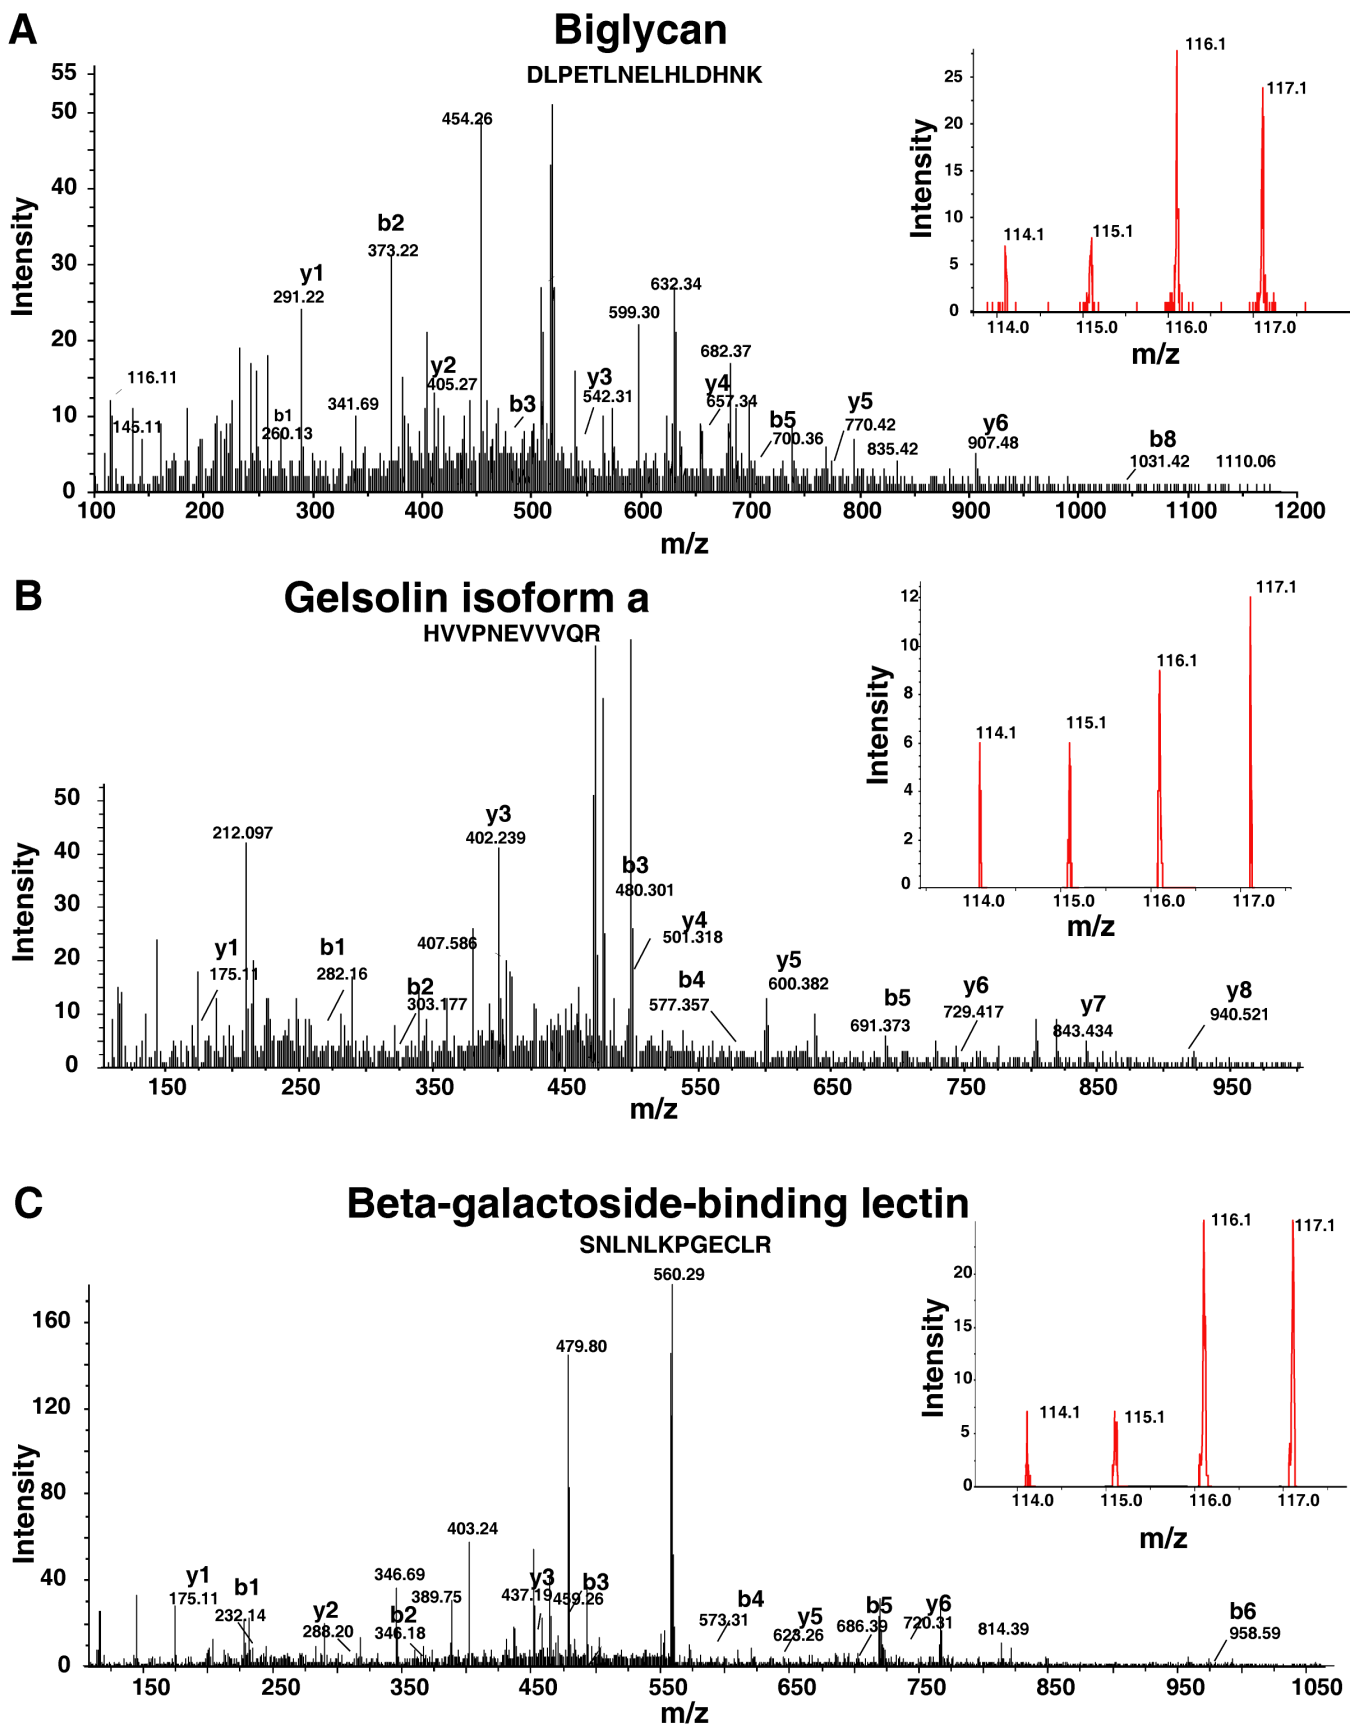 A
Biglycan
DLPETLNELHLDHNK
Intensity
55
50
40
30
20
10
0
100 200 300 400 500 600 700 800 900 1000 1100 1200
m/z
116.11
145.11
b1
260.13
y1
291.22
341.69
b2
373.22
y2
405.27
454.26
b3
y3
542.31
599.30
632.34
y4
657.34
682.37
b5
700.36
y5
770.42
835.42
y6
907.48
b8
1031.42
1110.06
Intensity
25
20
15
10
5
0
114.1
115.1
116.1
117.1
114.0 115.0 116.0 117.0
m/z
B
Gelsolin isoform a
HVVPNEVVVQR
Intensity
50
40
30
20
10
0
150 250 350 450 550 650 750 850 950
m/z
y1
175.11
212.097
b1
282.16
b2
303.177
407.586
y3
402.239
b3
480.301
y4
501.318
b4
577.357
y5
600.382
b5
691.373
y6
729.417
y7
843.434
y8
940.521
Intensity
12
10
8
6
4
2
0
114.1
115.1
116.1
117.1
114.0 115.0 116.0 117.0
m/z
C
Beta-galactoside-binding lectin
SNLNLKPGECLR
Intensity
160
120
80
40
0
150 250 350 450 550 650 750 850 950 1050
m/z
y1
175.11
b1
232.14
y2
288.20
346.69
b2
346.18
389.75
403.24
y3
437.19
479.80
b3
459.26
560.29
b4
573.31
y5
623.26
b5
686.39
y6
720.31
814.39
b6
958.59
Intensity
20
15
10
5
0
114.1
115.1
116.1
117.1
114.0 115.0 116.0 117.0
m/z